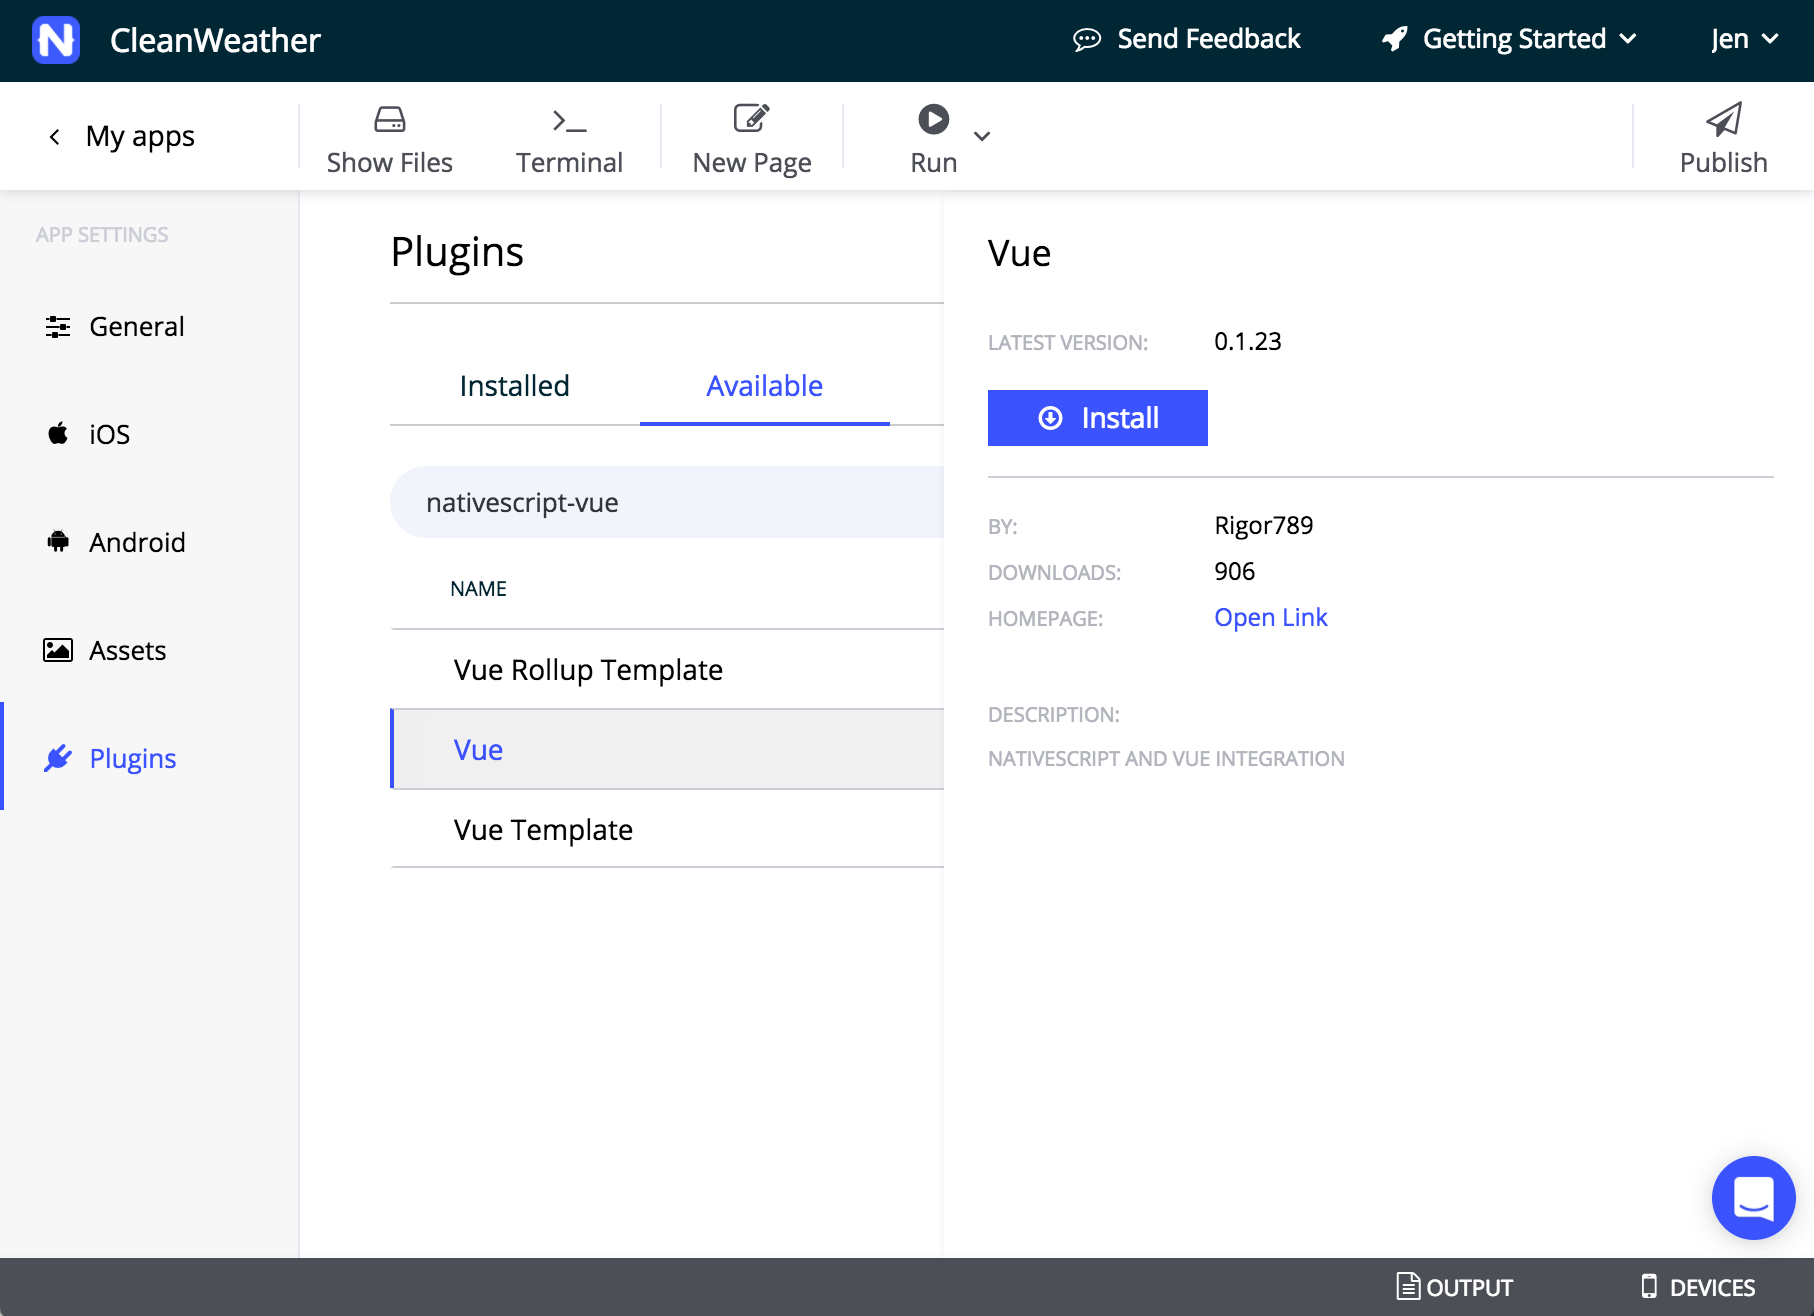 CleanWeather
Send Feedback
Getting Started
Jen
My apps
Show Files
Terminal
New Page
Run
Publish
APP SETTINGS
General
iOS
Android
Assets
Plugins
Plugins
Installed
Available
nativescript-vue
NAME
Vue Rollup Template
Vue
Vue Template
Vue
LATEST VERSION: 0.1.23
Install
BY: Rigor789
DOWNLOADS: 906
HOMEPAGE: Open Link
DESCRIPTION:
NATIVESCRIPT AND VUE INTEGRATION
OUTPUT
DEVICES